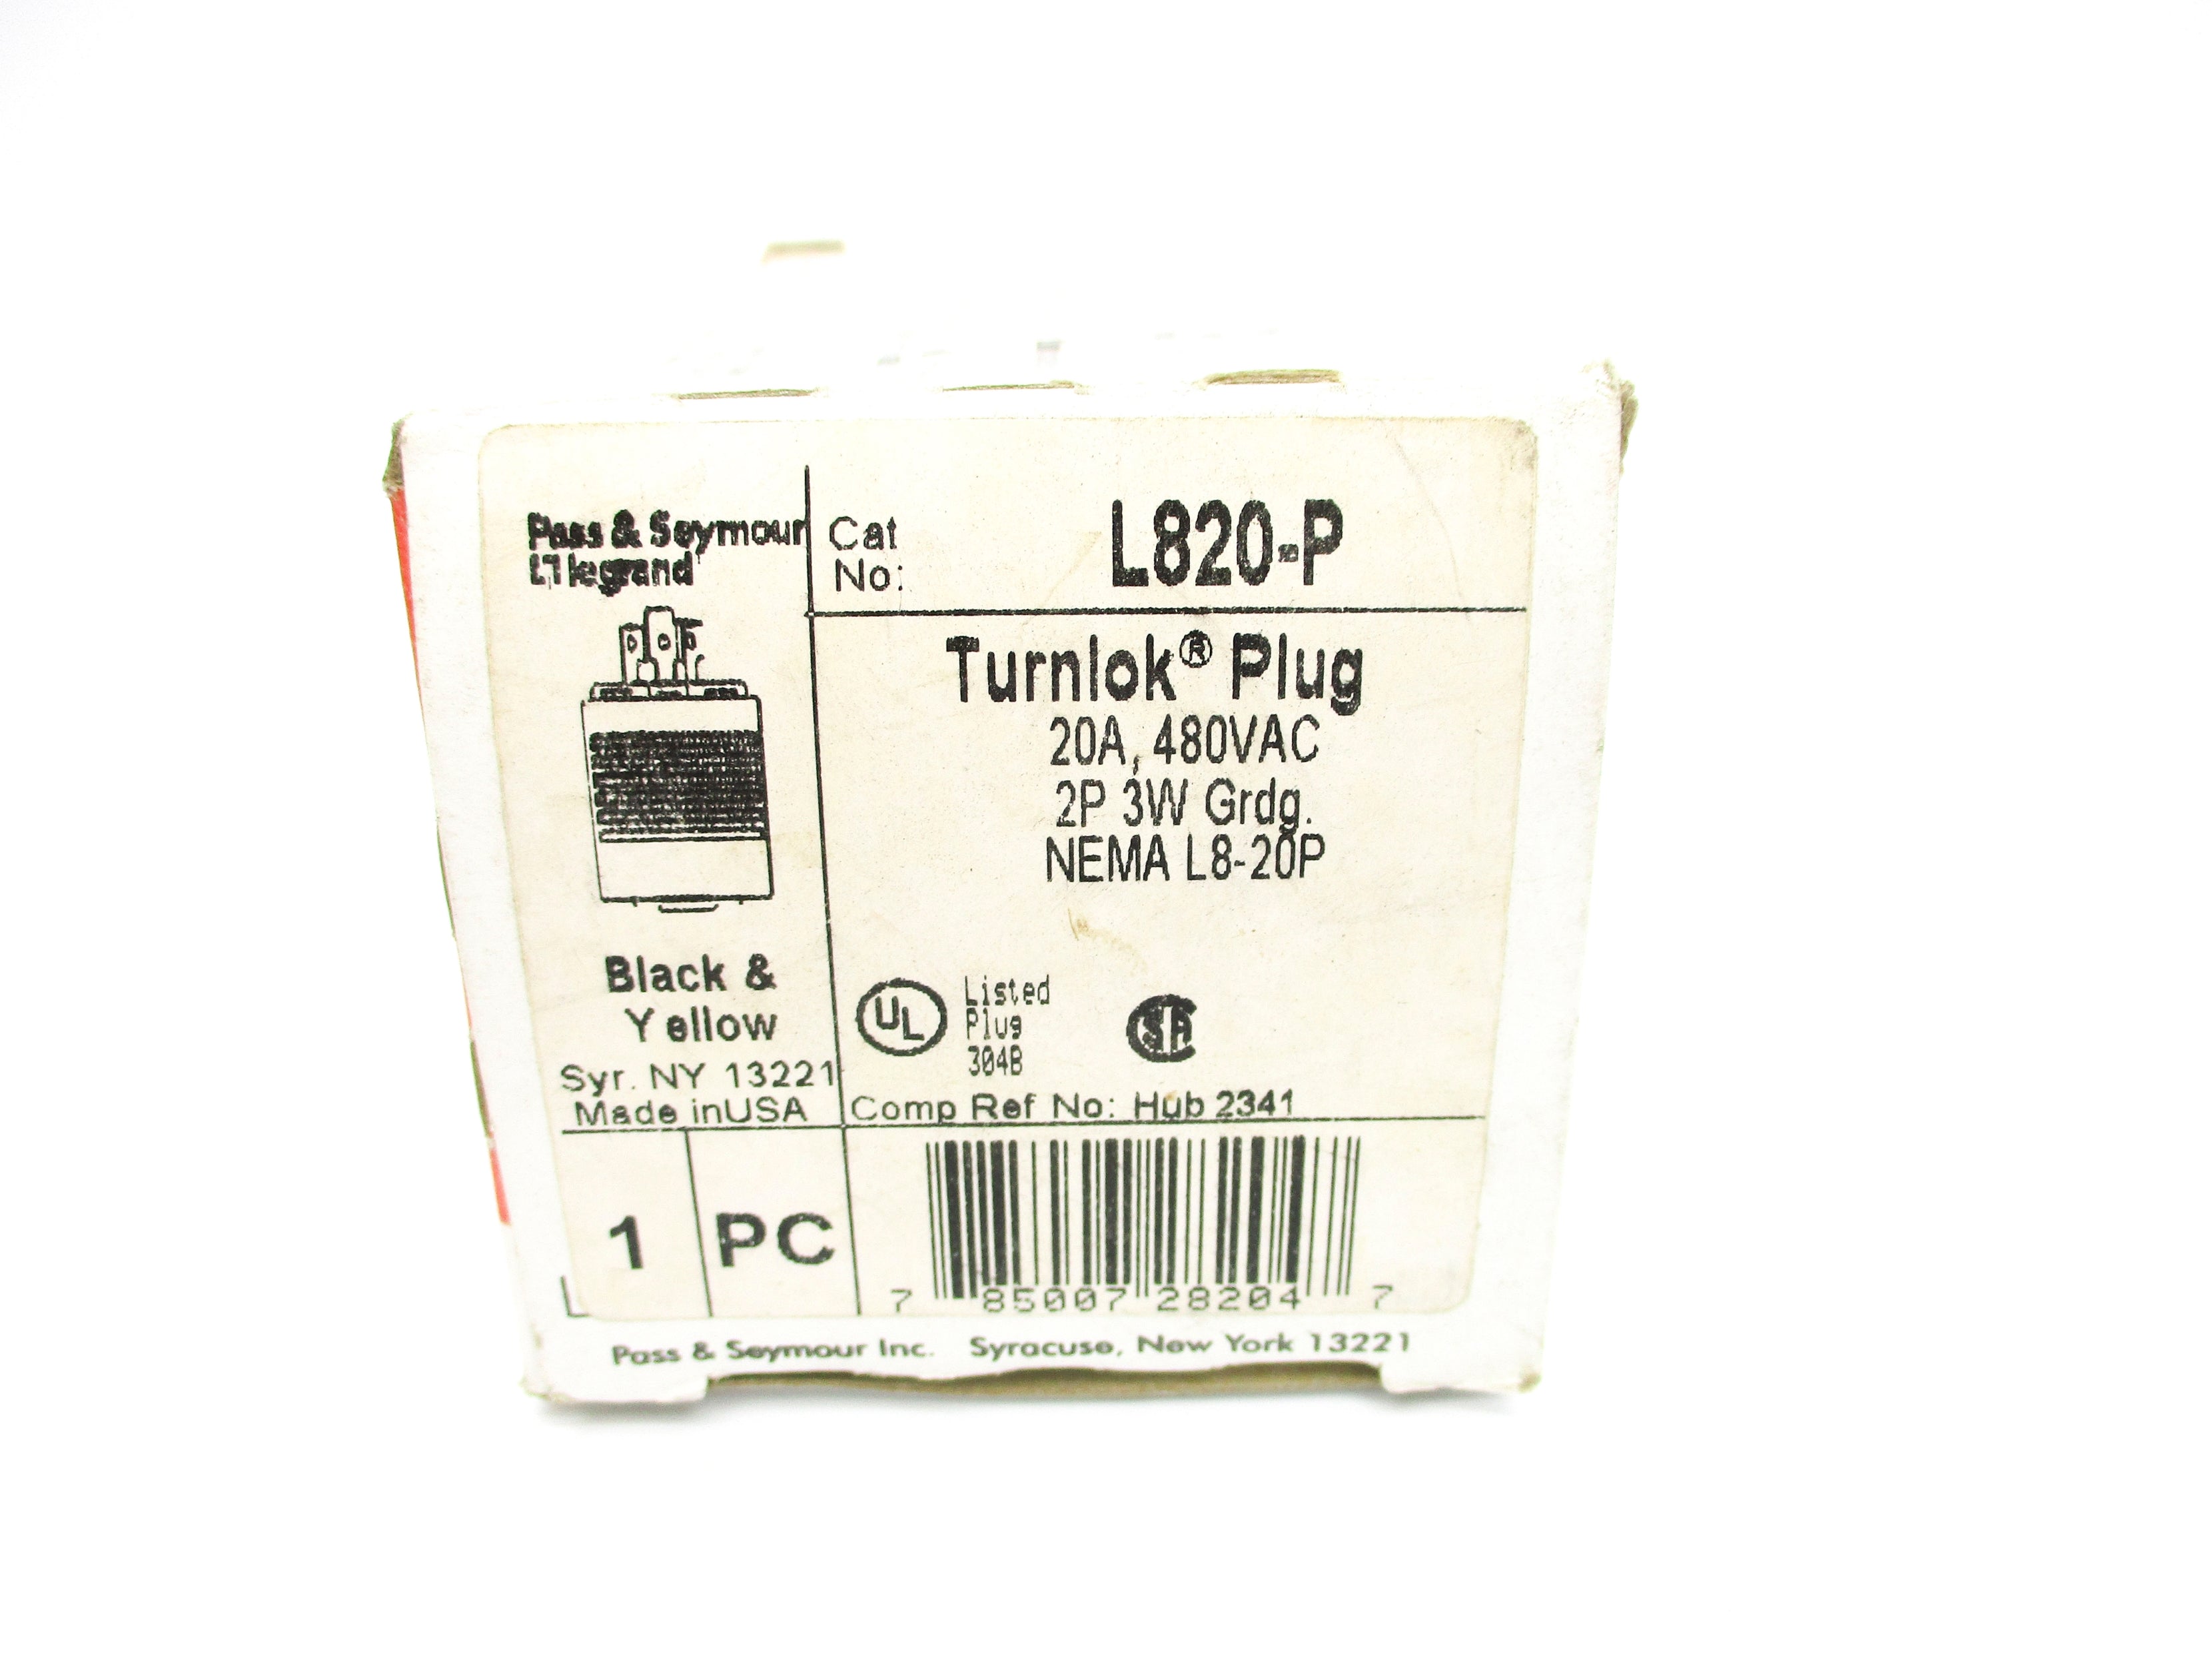 Pass & Seymour
legrand
Cat
No:
L820-P
Turnlok® Plug
20A, 480VAC
2P 3W Grdg.
NEMA L8-20P
Black &
Yellow
Syr. NY 13221
Made inUSA
UL
Listed
Plug
304B
CSA
Comp Ref No: Hub 2341
1
PC
7 85007 28204 7
Pass & Seymour Inc. Syracuse, New York 13221